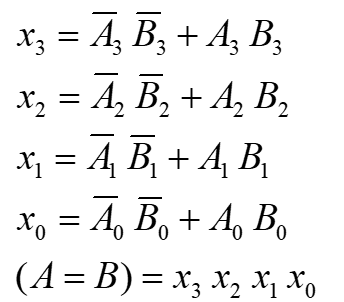 x₃ = A̅₃ B̅₃ + A₃ B₃
x₂ = A̅₂ B̅₂ + A₂ B₂
x₁ = A̅₁ B̅₁ + A₁ B₁
x₀ = A̅₀ B̅₀ + A₀ B₀
(A = B) = x₃ x₂ x₁ x₀